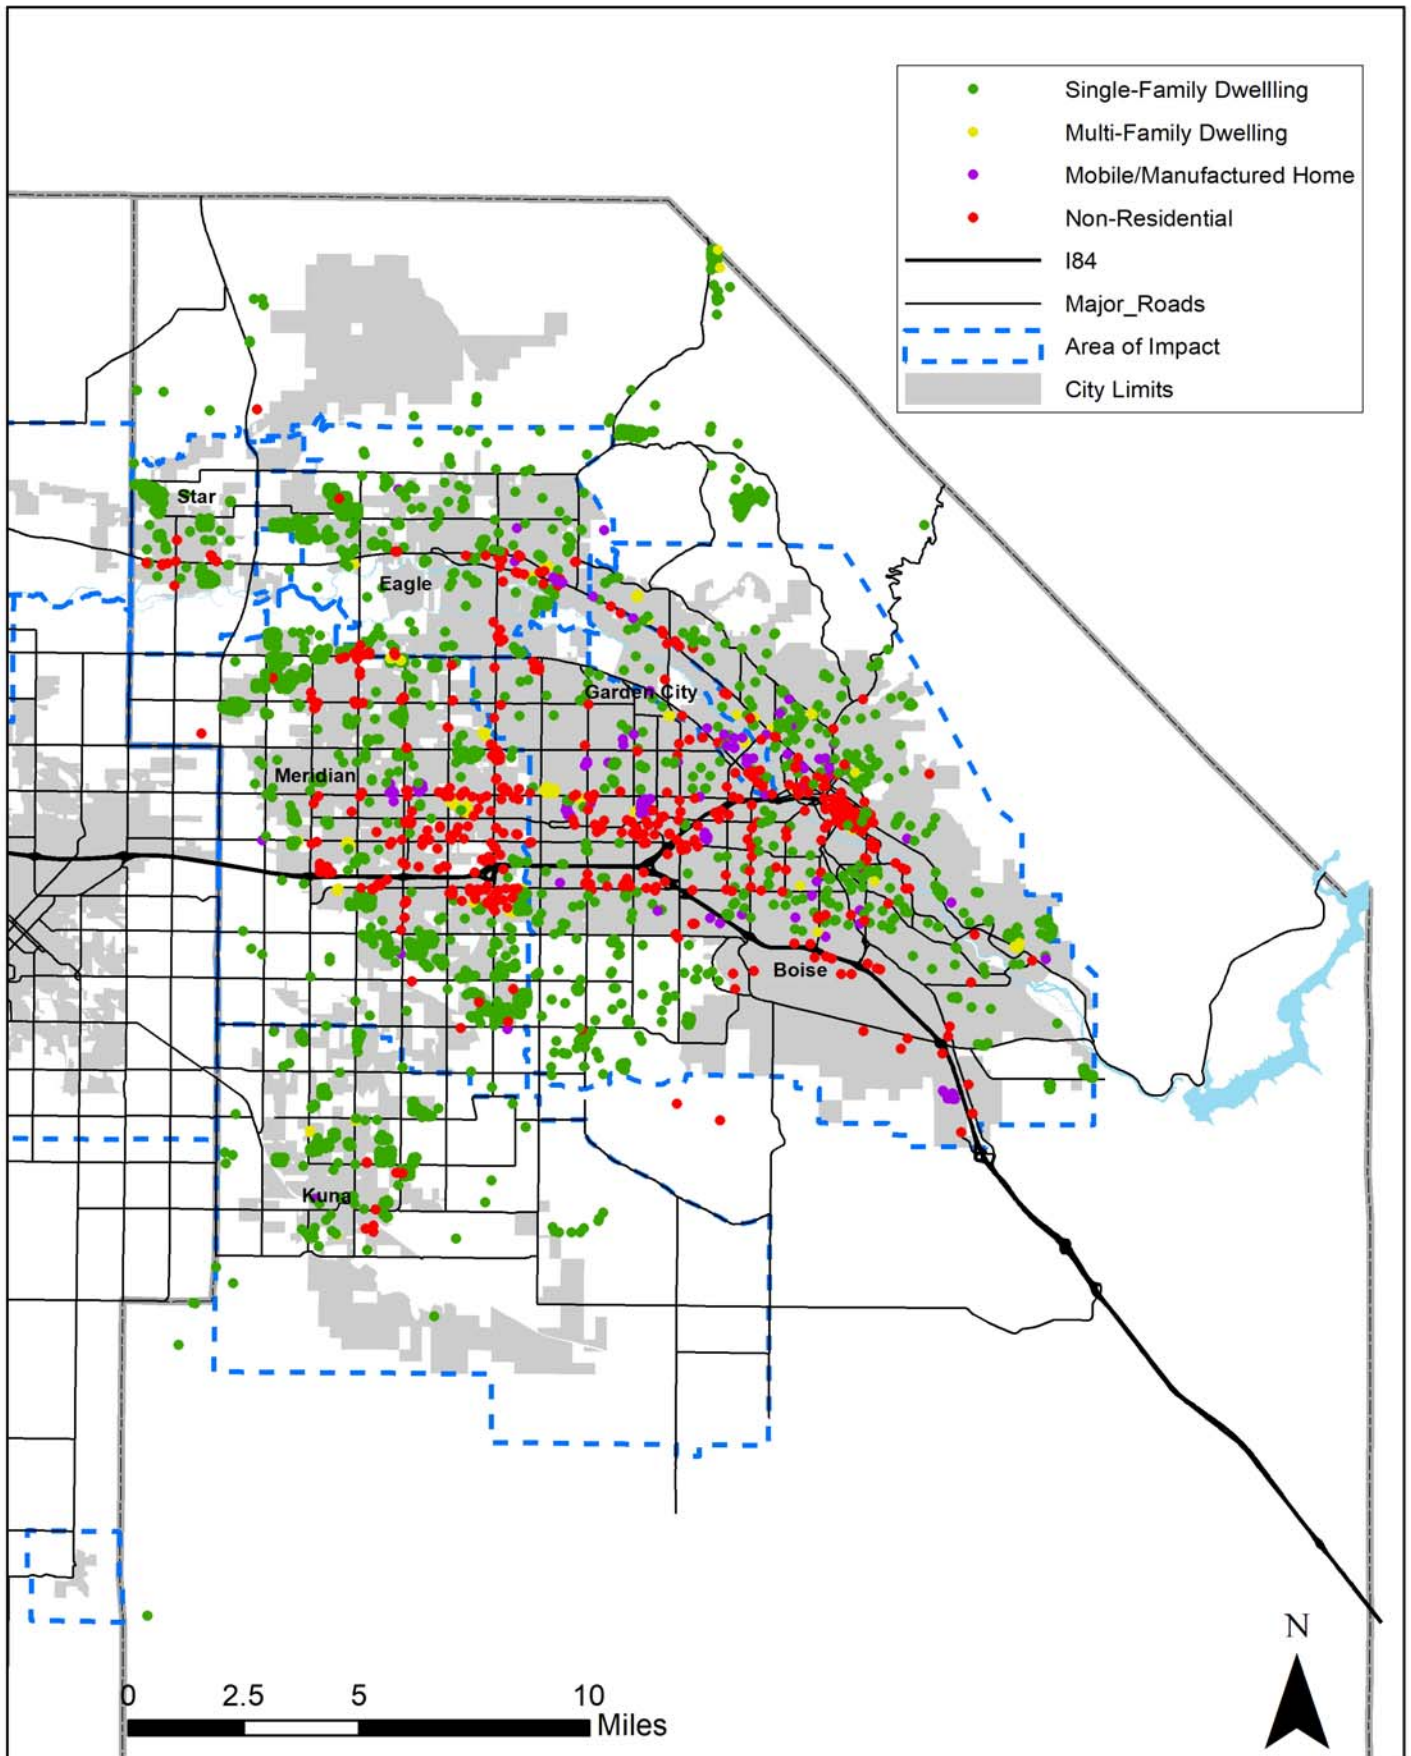 Single-Family Dwellling
Multi-Family Dwelling
Mobile/Manufactured Home
Non-Residential
I84
Major_Roads
Area of Impact
City Limits
Star
Eagle
Garden City
Meridian
Boise
Kuna
N
0 2.5 5 10
Miles